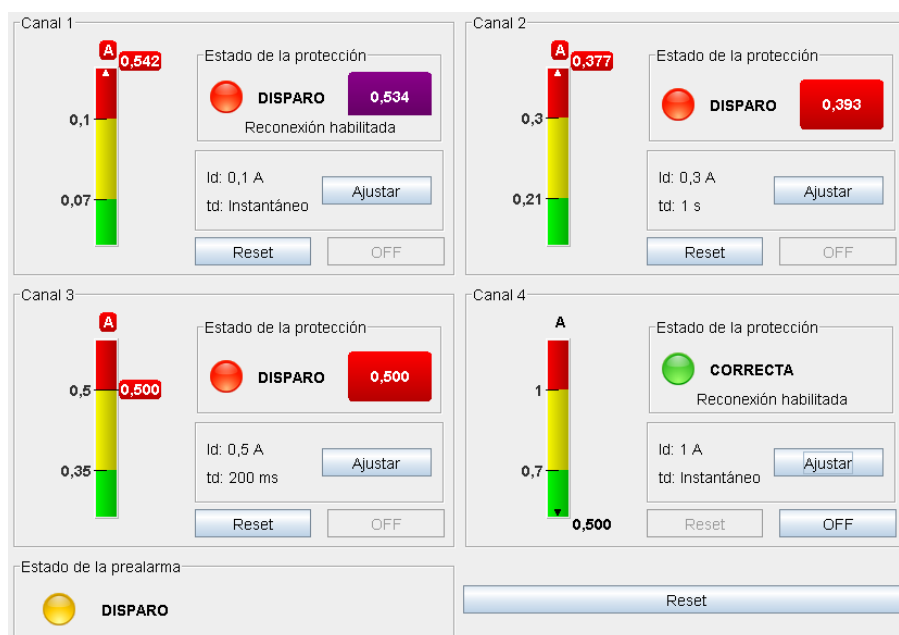 Canal 1
A
0,542
0,1
0,07
Estado de la protección
DISPARO
0,534
Reconexión habilitada
Id: 0,1 A
td: Instantáneo
Ajustar
Reset
OFF
Canal 2
A
0,377
0,3
0,21
Estado de la protección
DISPARO
0,393
Id: 0,3 A
td: 1 s
Ajustar
Reset
OFF
Canal 3
A
0,5
0,500
0,35
Estado de la protección
DISPARO
0,500
Id: 0,5 A
td: 200 ms
Ajustar
Reset
OFF
Canal 4
A
1
0,7
0,500
Estado de la protección
CORRECTA
Reconexión habilitada
Id: 1 A
td: Instantáneo
Ajustar
Reset
OFF
Estado de la prealarma
DISPARO
Reset